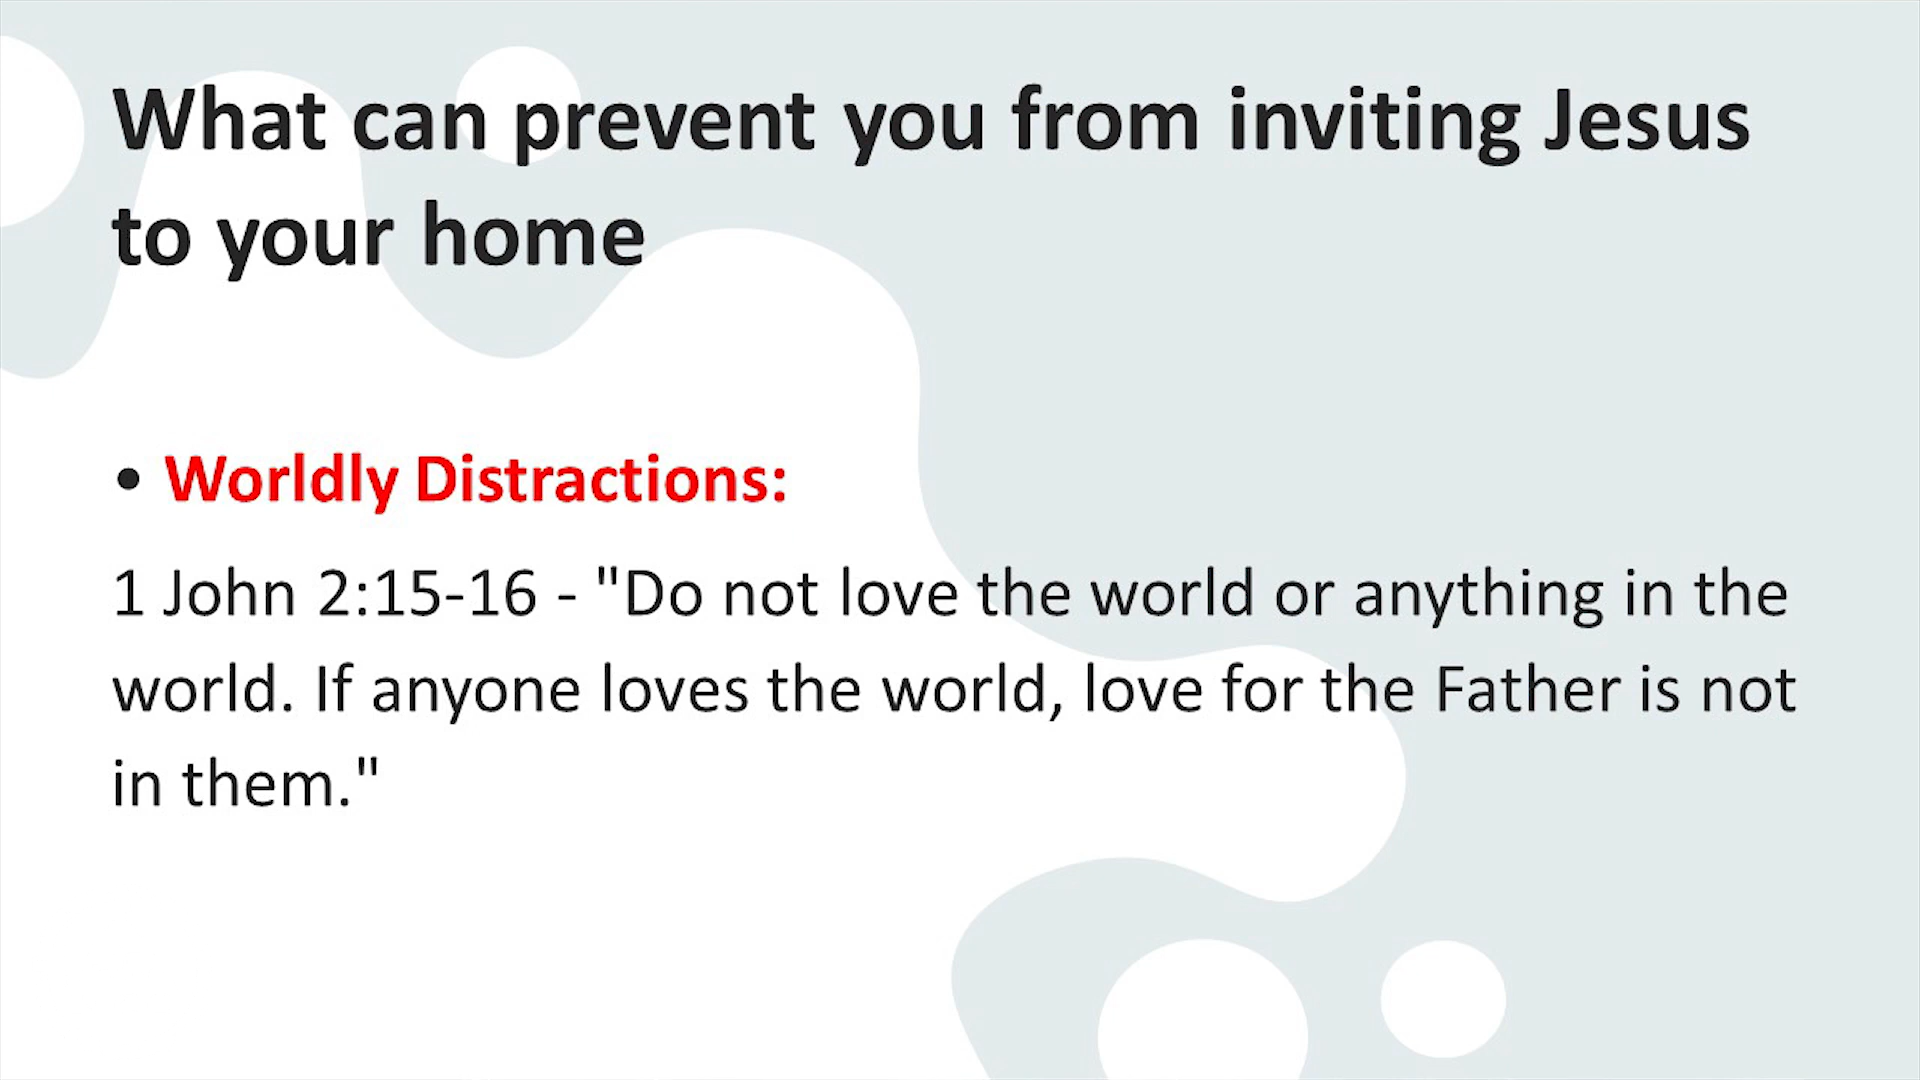 What can prevent you from inviting Jesus
to your home
• Worldly Distractions:
1 John 2:15-16 - "Do not love the world or anything in the
world. If anyone loves the world, love for the Father is not
in them."